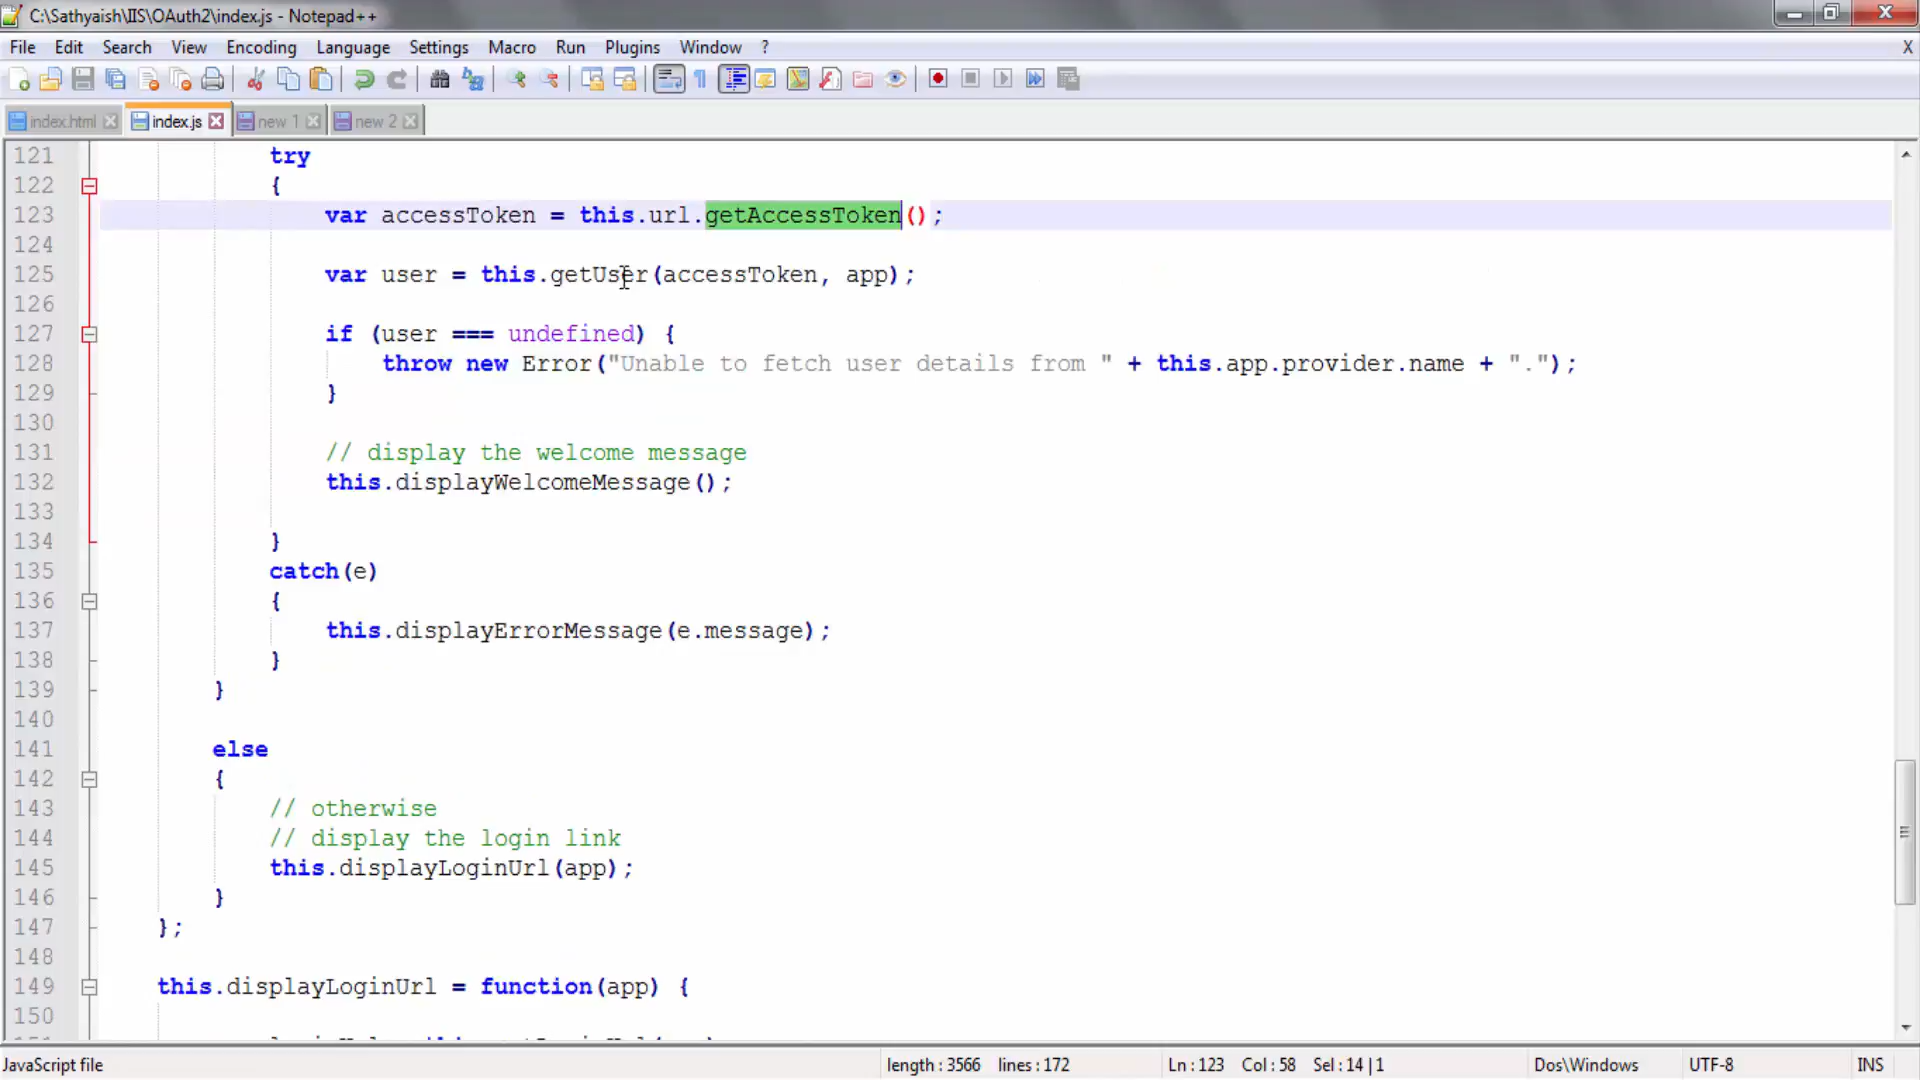 C:\Sathyaish\IIS\OAuth2\index.js - Notepad++
File Edit Search View Encoding Language Settings Macro Run Plugins Window ? X
index.html index.js new 1 new 2
121 try
122 {
123 var accessToken = this.url.getAccessToken();
124
125 var user = this.getUser(accessToken, app);
126
127 if (user === undefined) {
128 throw new Error("Unable to fetch user details from " + this.app.provider.name + ".");
129 }
130
131 // display the welcome message
132 this.displayWelcomeMessage();
133
134 }
135 catch(e)
136 {
137 this.displayErrorMessage(e.message);
138 }
139 }
140
141 else
142 {
143 // otherwise
144 // display the login link
145 this.displayLoginUrl(app);
146 }
147 };
148
149 this.displayLoginUrl = function(app) {
150
JavaScript file length : 3566 lines : 172 Ln : 123 Col : 58 Sel : 14 | 1 Dos\Windows UTF-8 INS